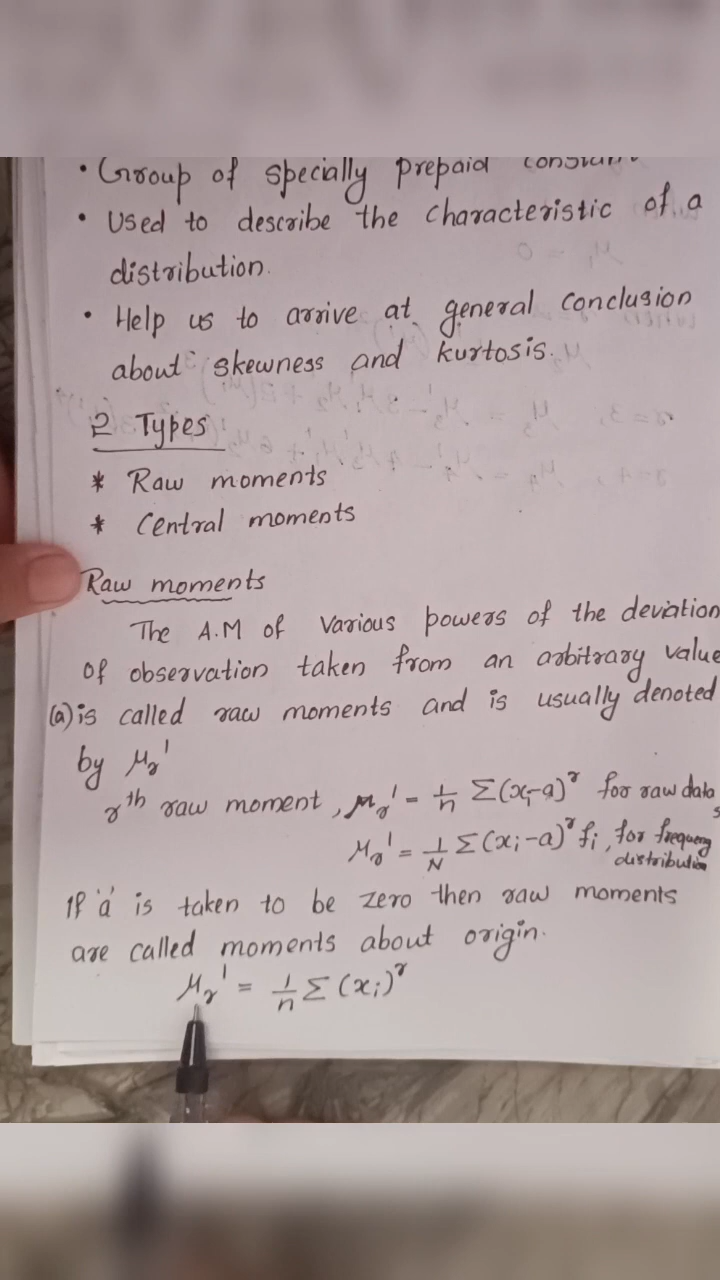 • Group of specially prepaid
• Used to describe the characteristic of a
distribution.
• Help us to arrive at general conclusion
about skewness and kurtosis.
2 Types
* Raw moments
* Central moments
Raw moments
The A.M of various powers of the deviation
of observation taken from an arbitrary value
(a) is called raw moments and is usually denoted
by μr'
rth raw moment, μr' = 1/n Σ(xi-a)^r for raw datas
μr' = 1/N Σ(xi-a)^r fi, for frequency
distribution
If 'a' is taken to be zero then raw moments
are called moments about origin.
μr' = 1/n Σ (xi)^r